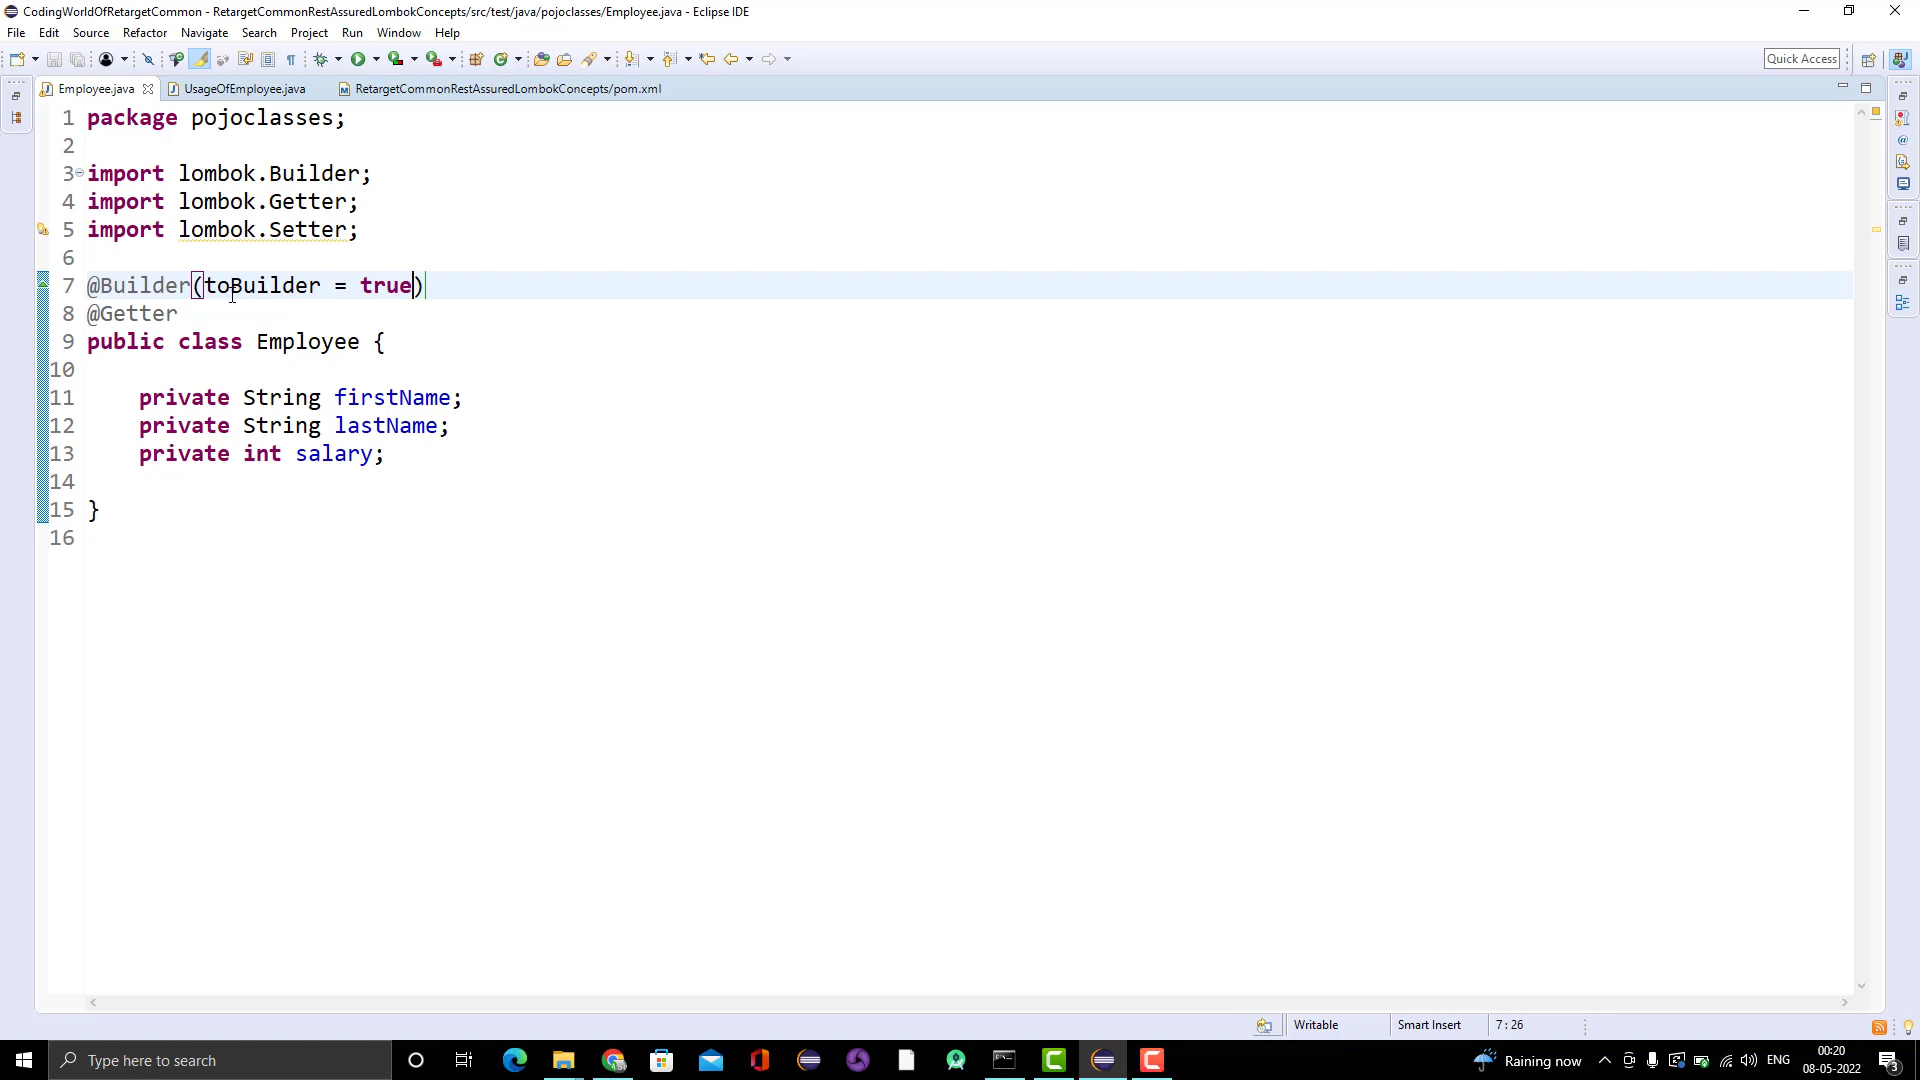 CodingWorldOfRetargetCommon - RetargetCommonRestAssuredLombokConcepts/src/test/java/pojoclasses/Employee.java - Eclipse IDE
File Edit Source Refactor Navigate Search Project Run Window Help
Quick Access
Employee.java UsageOfEmployee.java RetargetCommonRestAssuredLombokConcepts/pom.xml
1 package pojoclasses;
2
3 import lombok.Builder;
4 import lombok.Getter;
5 import lombok.Setter;
6
7 @Builder(toBuilder = true)
8 @Getter
9 public class Employee {
10
11 private String firstName;
12 private String lastName;
13 private int salary;
14
15 }
16
Writable Smart Insert 7 : 26
Type here to search
Raining now ENG 00:20
08-05-2022 3